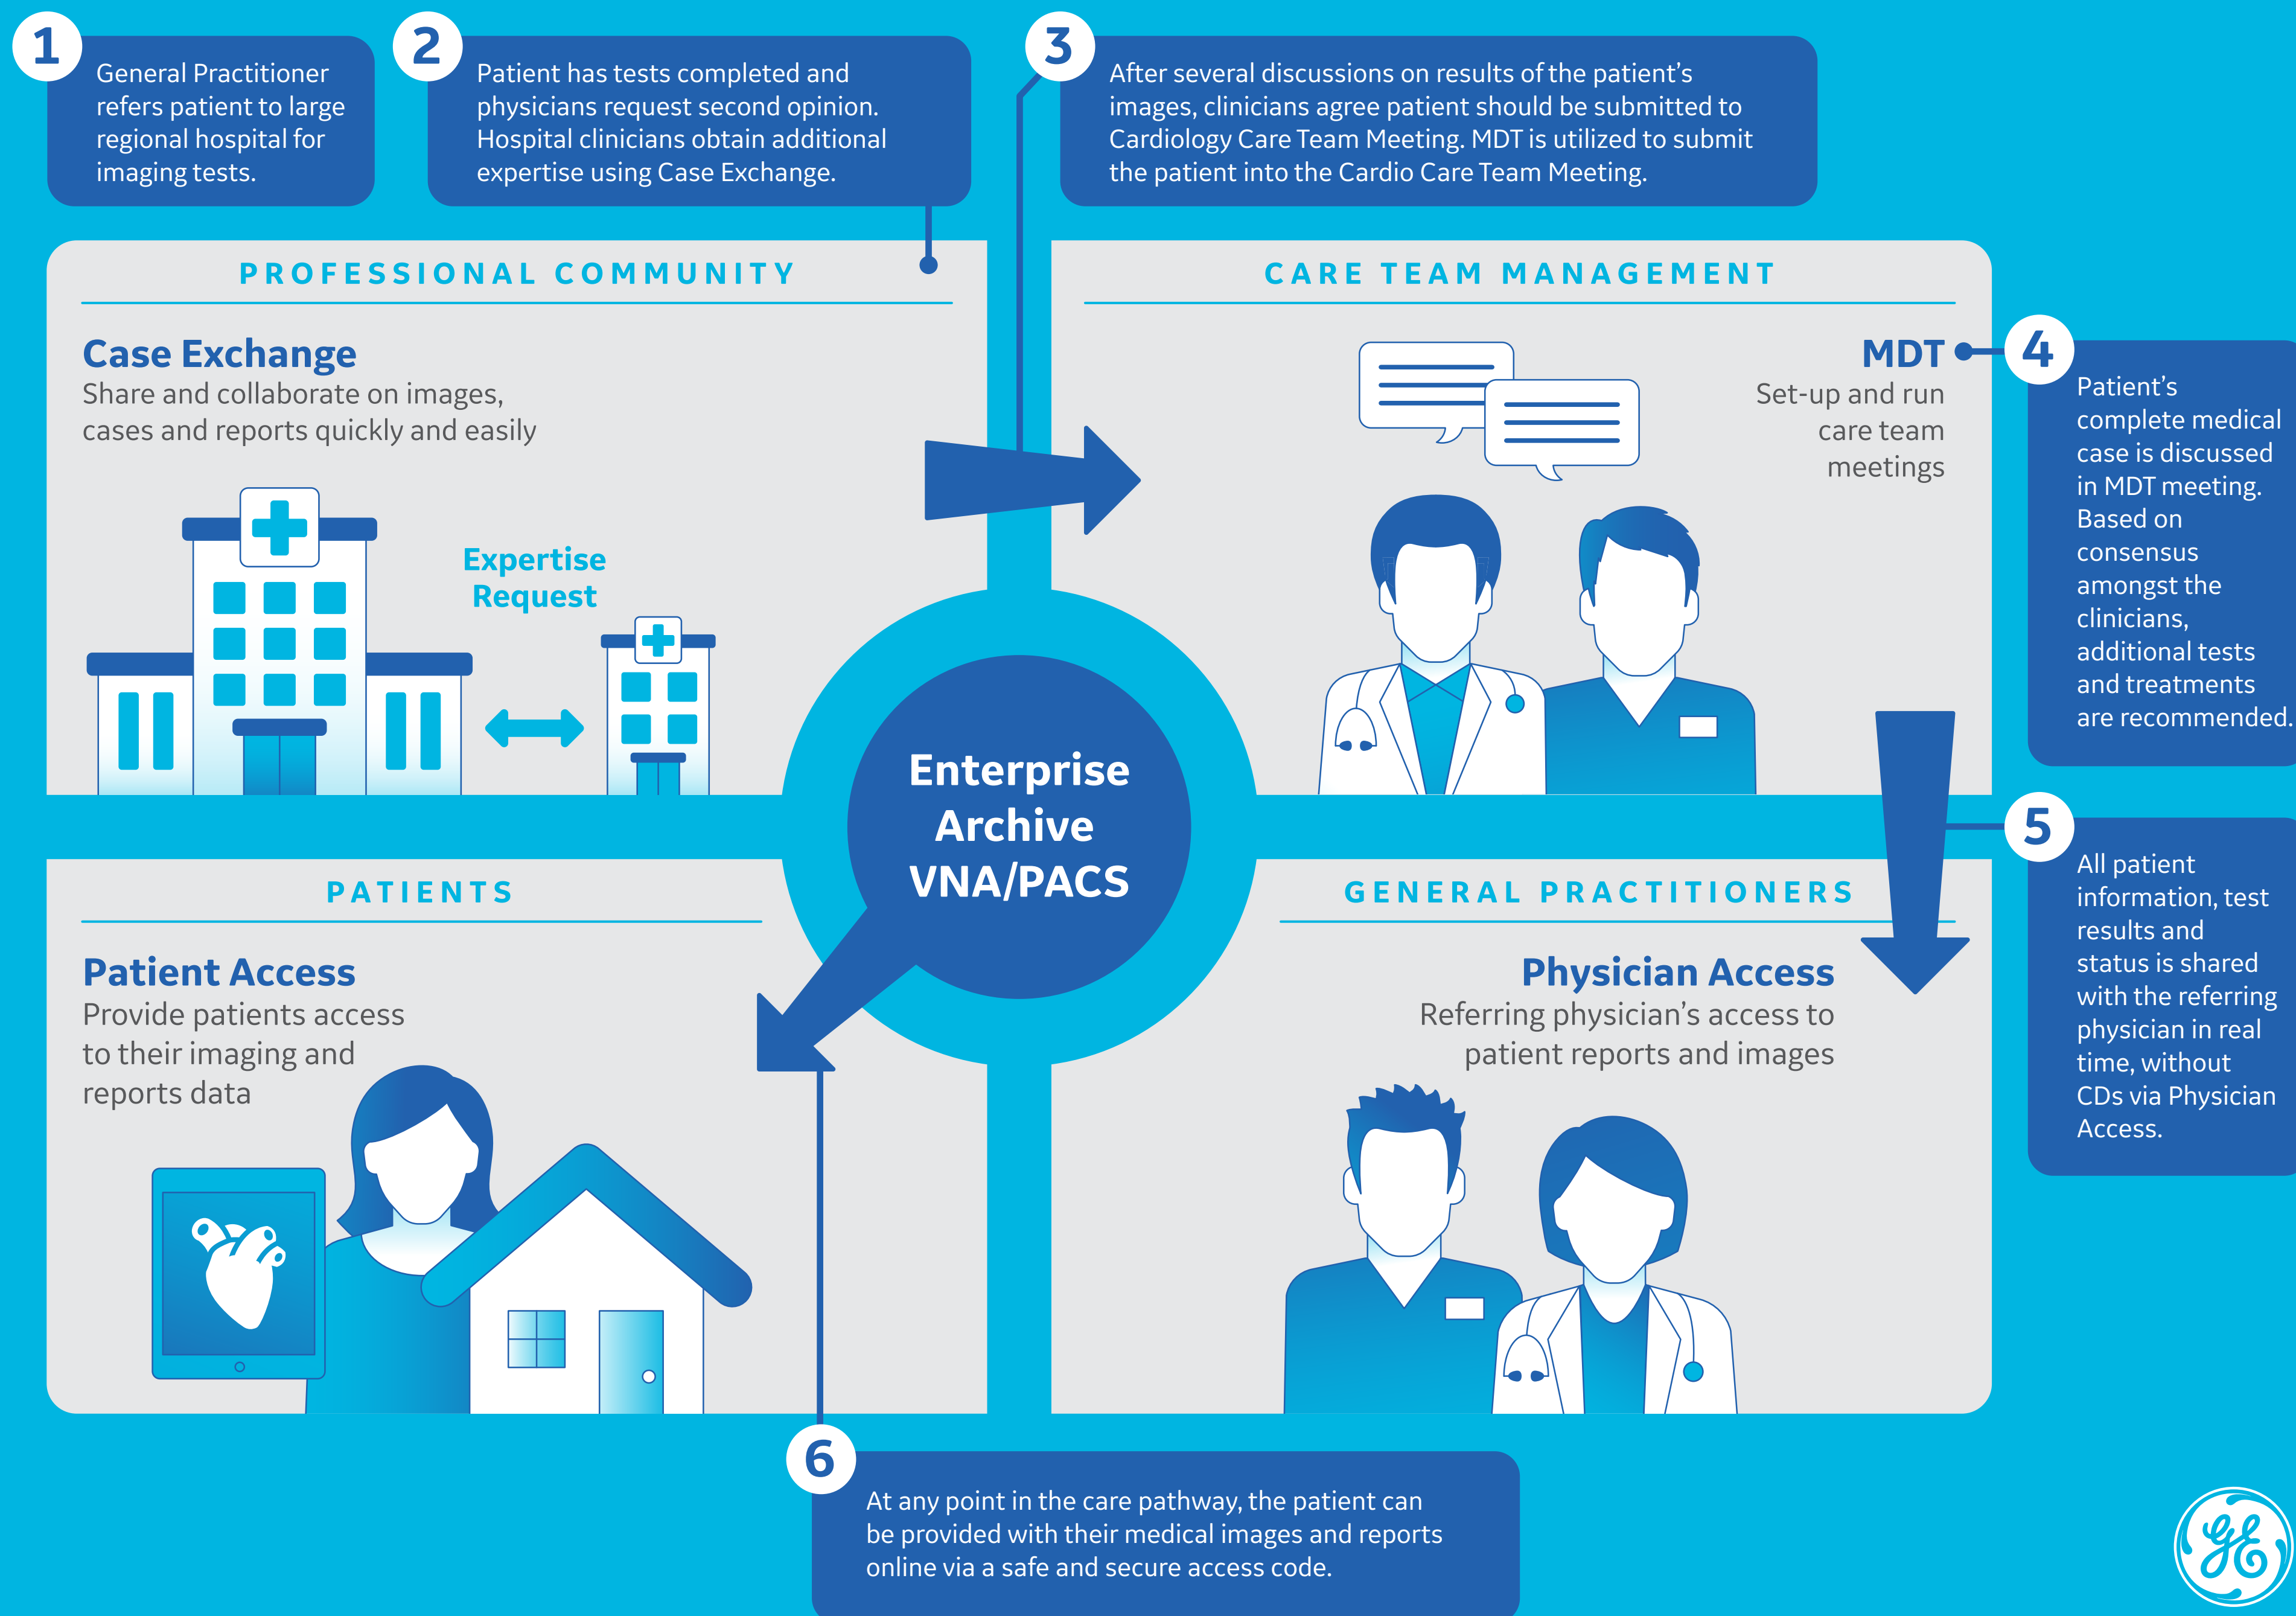 1
General Practitioner
refers patient to large
regional hospital for
imaging tests.
2
Patient has tests completed and
physicians request second opinion.
Hospital clinicians obtain additional
expertise using Case Exchange.
3
After several discussions on results of the patient’s
images, clinicians agree patient should be submitted to
Cardiology Care Team Meeting. MDT is utilized to submit
the patient into the Cardio Care Team Meeting.
PROFESSIONAL COMMUNITY
Case Exchange
Share and collaborate on images,
cases and reports quickly and easily
Expertise
Request
CARE TEAM MANAGEMENT
MDT
Set-up and run
care team
meetings
4
Patient’s
complete medical
case is discussed
in MDT meeting.
Based on
consensus
amongst the
clinicians,
additional tests
and treatments
are recommended.
Enterprise
Archive
VNA/PACS
PATIENTS
Patient Access
Provide patients access
to their imaging and
reports data
GENERAL PRACTITIONERS
Physician Access
Referring physician’s access to
patient reports and images
5
All patient
information, test
results and
status is shared
with the referring
physician in real
time, without
CDs via Physician
Access.
6
At any point in the care pathway, the patient can
be provided with their medical images and reports
online via a safe and secure access code.
GE